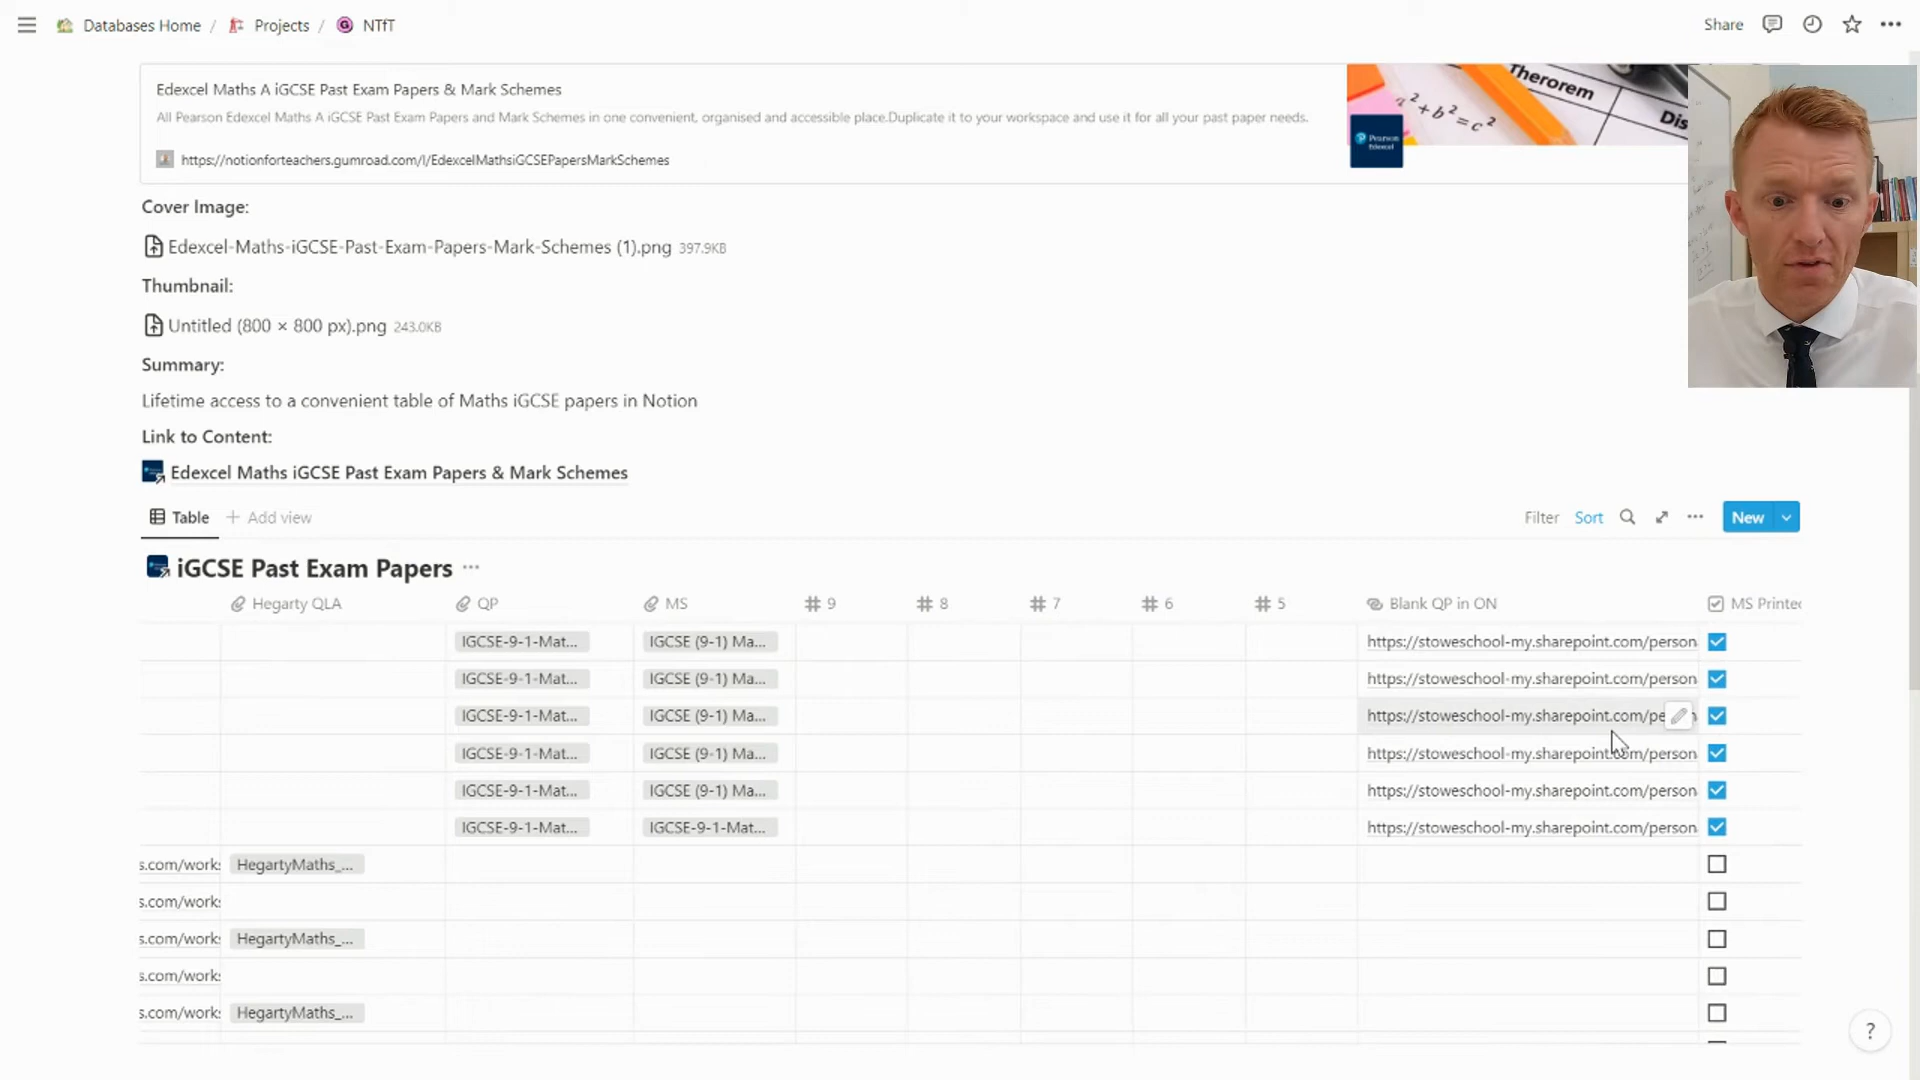 Databases Home / Projects / NTfT
Share
Edexcel Maths A iGCSE Past Exam Papers & Mark Schemes
All Pearson Edexcel Maths A iGCSE Past Exam Papers and Mark Schemes in one convenient, organised and accessible place.Duplicate it to your workspace and use it for all your past paper needs.
https://notionforteachers.gumroad.com/l/EdexcelMathsiGCSEPapersMarkSchemes
Therorem
a² + b² = c²
Dis
Pearson
Edexcel
Cover Image:
Edexcel-Maths-iGCSE-Past-Exam-Papers-Mark-Schemes (1).png 397.9KB
Thumbnail:
Untitled (800 × 800 px).png 243.0KB
Summary:
Lifetime access to a convenient table of Maths iGCSE papers in Notion
Link to Content:
Edexcel Maths iGCSE Past Exam Papers & Mark Schemes
Table + Add view Filter Sort New
iGCSE Past Exam Papers
Hegarty QLA QP MS # 9 # 8 # 7 # 6 # 5 Blank QP in ON MS Printed
IGCSE-9-1-Mat... IGCSE (9-1) Ma... https://stoweschool-my.sharepoint.com/person
IGCSE-9-1-Mat... IGCSE (9-1) Ma... https://stoweschool-my.sharepoint.com/person
IGCSE-9-1-Mat... IGCSE (9-1) Ma... https://stoweschool-my.sharepoint.com/pe n
IGCSE-9-1-Mat... IGCSE (9-1) Ma... https://stoweschool-my.sharepoint.com/person
IGCSE-9-1-Mat... IGCSE (9-1) Ma... https://stoweschool-my.sharepoint.com/person
IGCSE-9-1-Mat... IGCSE-9-1-Mat... https://stoweschool-my.sharepoint.com/person
s.com/works HegartyMaths_...
s.com/works
s.com/works HegartyMaths_...
s.com/works
s.com/works HegartyMaths_...
?